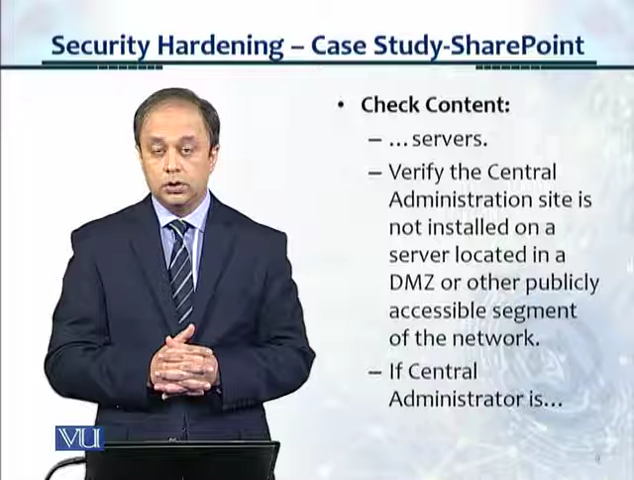 Security Hardening – Case Study-SharePoint
• Check Content:
– ... servers.
– Verify the Central
Administration site is
not installed on a
server located in a
DMZ or other publicly
accessible segment
of the network.
– If Central
Administrator is...
VU